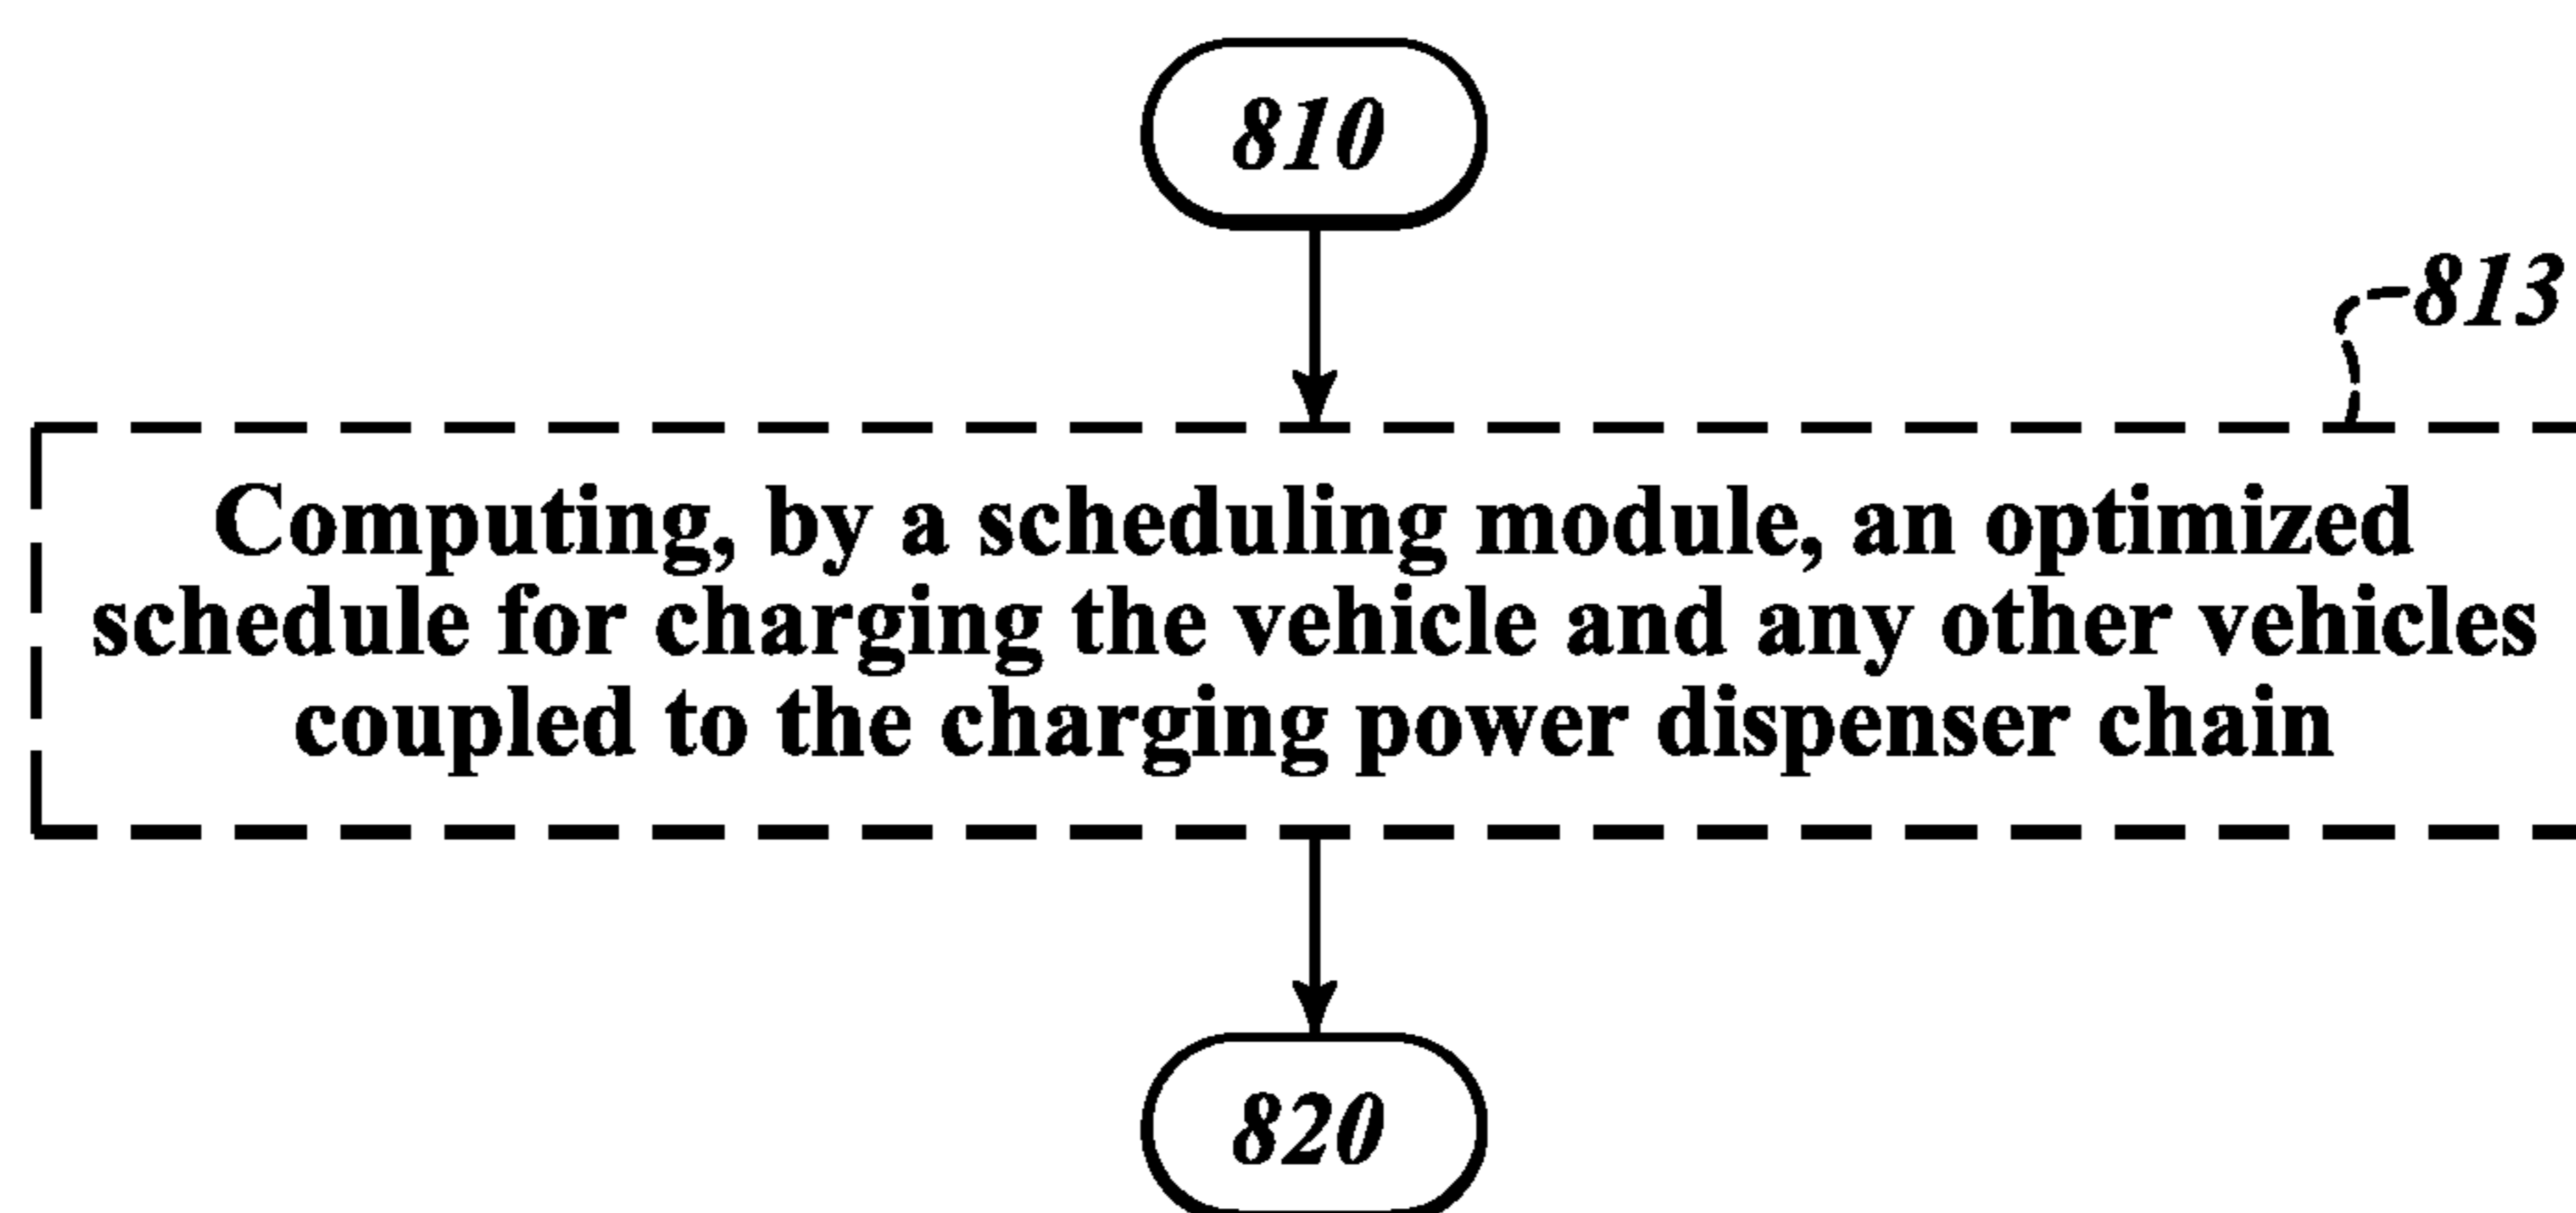 810
813
Computing, by a scheduling module, an optimized
schedule for charging the vehicle and any other vehicles
coupled to the charging power dispenser chain
820